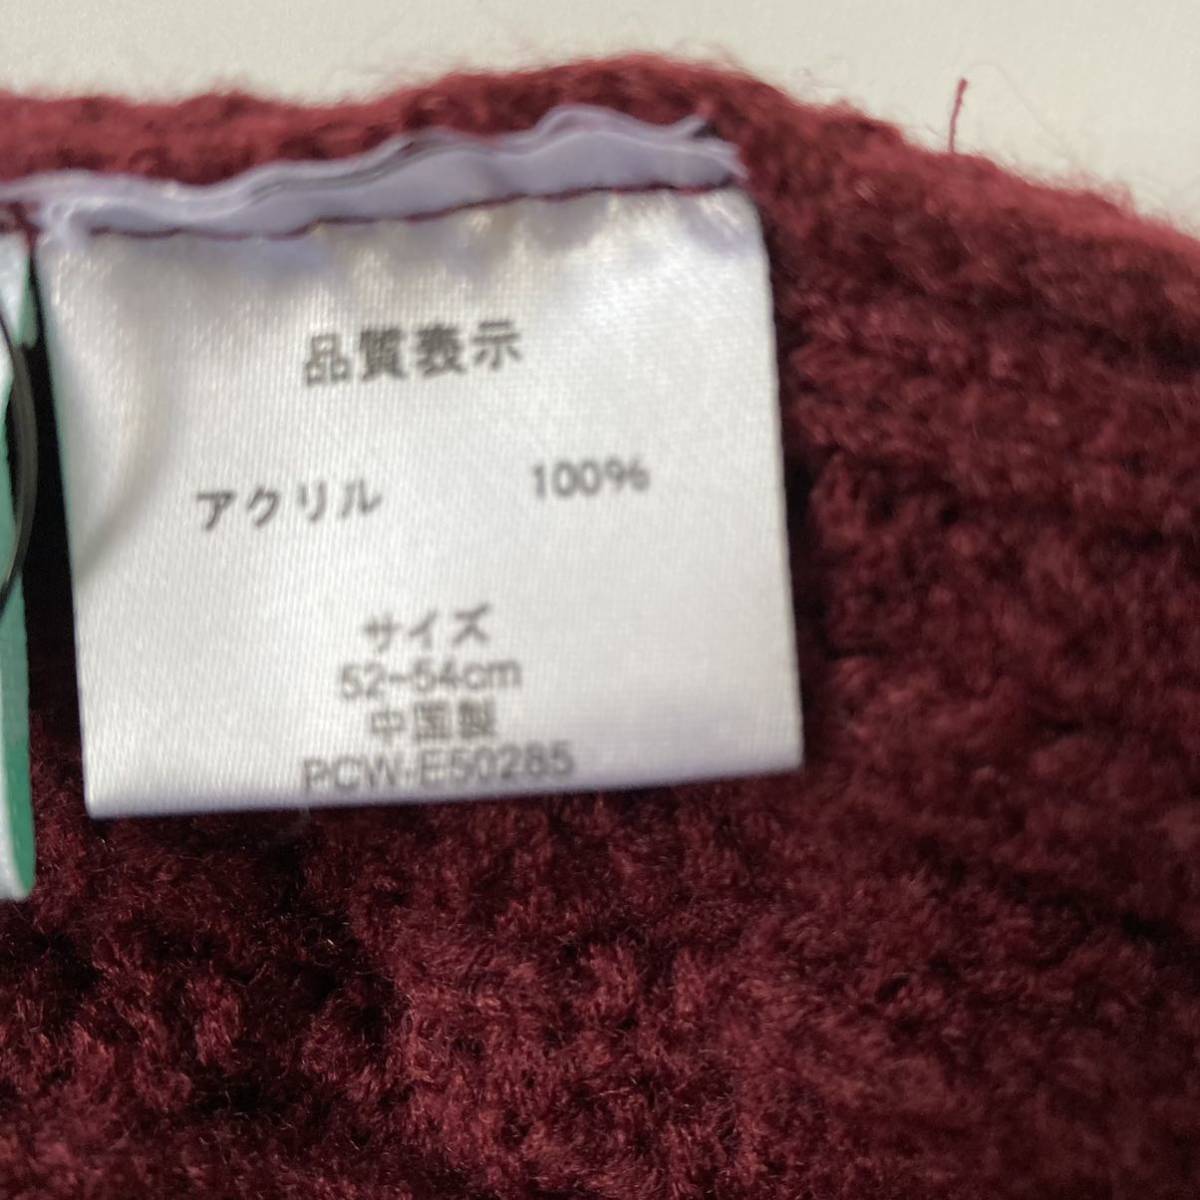 品質表示
アクリル 100%
サイズ
52~54cm
中国製
PCW-E50285